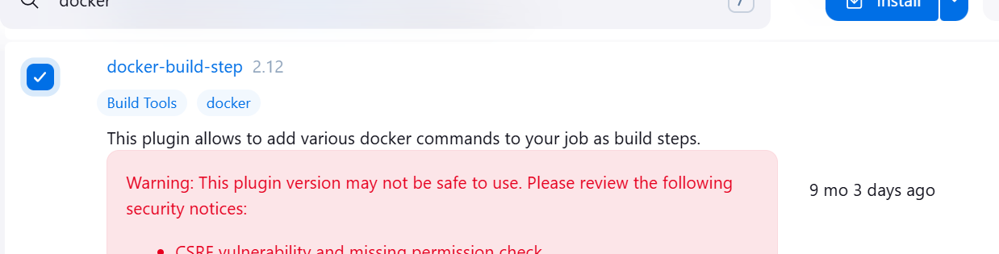 docker
/
Install
docker-build-step 2.12
Build Tools docker
This plugin allows to add various docker commands to your job as build steps.
Warning: This plugin version may not be safe to use. Please review the following
security notices:
9 mo 3 days ago
CSRF vulnerability and missing permission check